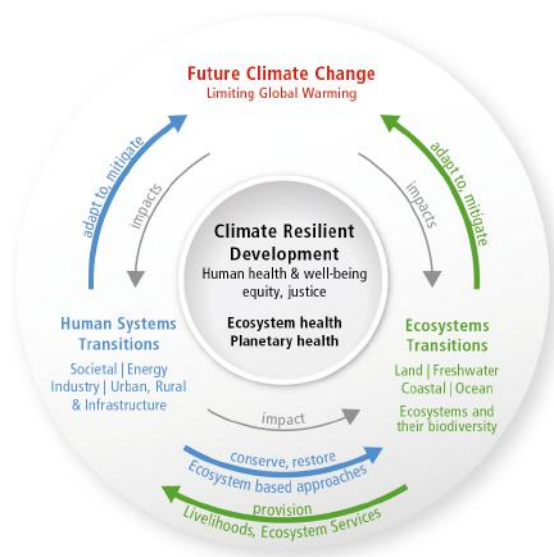 Future Climate Change
Limiting Global Warming
adapt to, mitigate
impacts
impacts
adapt to, mitigate
Climate Resilient
Development
Human health & well-being
equity, justice
Ecosystem health
Planetary health
Human Systems
Transitions
Societal | Energy
Industry | Urban, Rural
& Infrastructure
Ecosystems
Transitions
Land | Freshwater
Coastal | Ocean
Ecosystems and
their biodiversity
impact
conserve, restore
Ecosystem based approaches
provision
Livelihoods, Ecosystem Services